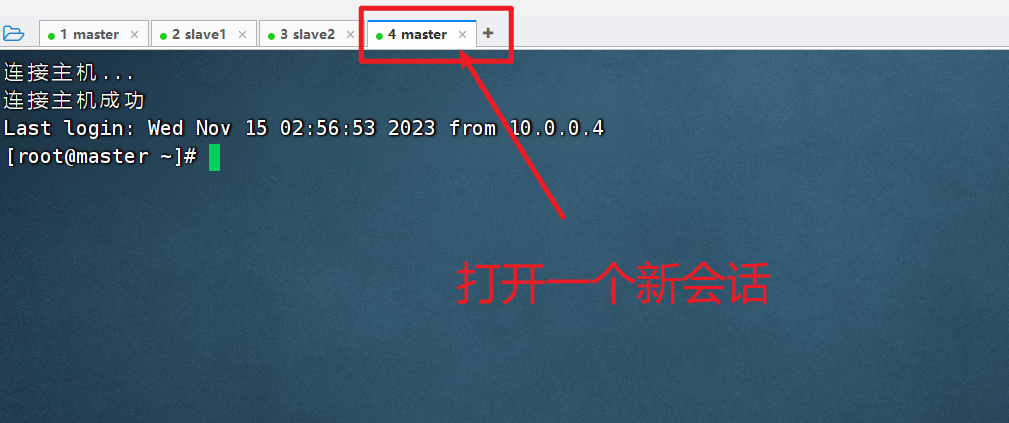 1 master × 2 slave1 × 3 slave2 × 4 master × +
连接主机...
连接主机成功
Last login: Wed Nov 15 02:56:53 2023 from 10.0.0.4
[root@master ~]#
打开一个新会话